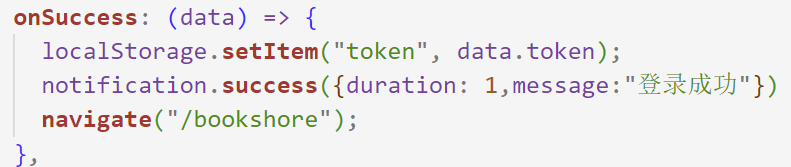 onSuccess: (data) => {
localStorage.setItem("token", data.token);
notification.success({duration: 1,message:"登录成功"})
navigate("/bookshore");
},